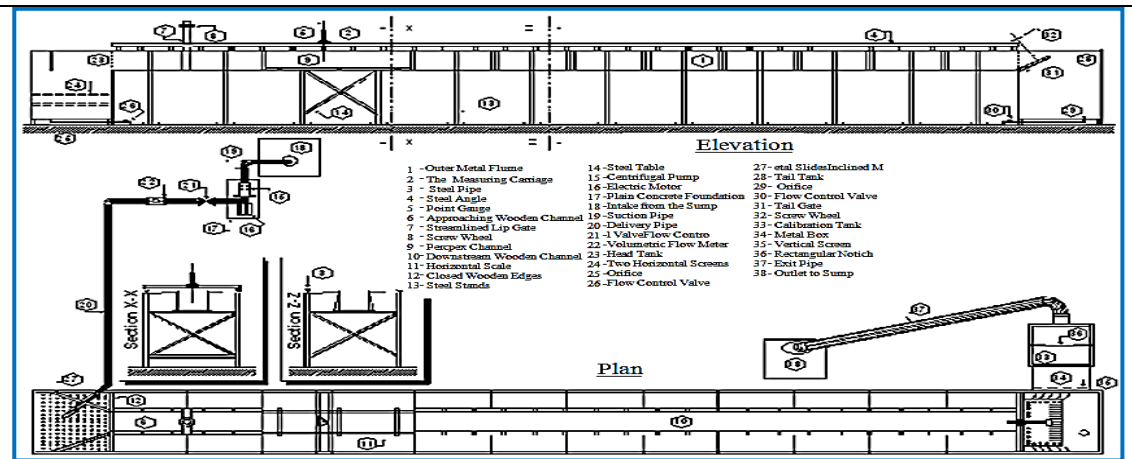 Elevation
1 -Outer Metal Flume
2 - The Measuring Carriage
3 - Steel Pipe
4 - Steel Angle
5 - Point Gauge
6 - Approaching Wooden Channel
7 - Streamlined Lip Gate
8 - Screw Wheel
9 - Percpex Channel
10- Downstream Wooden Channel
11- Horizontal Scale
12- Closed Wooden Edges
13- Steel Stands
14-Steel Table
15-Centrifugal Pump
16-Electric Motor
17-Plain Concrete Foundation
18-Intake from the Sump
19-Suction Pipe
20-Delivery Pipe
21-l ValveFlow Contro
22-Volumetric Flow Meter
23-Head Tank
24-Two Horizontal Screens
25-Orifice
26-Flow Control Valve
27- etal SlidesInclined M
28- Tail Tank
29- Orifice
30- Flow Control Valve
31- Tail Gate
32- Screw Wheel
33- Calibration Tank
34- Metal Box
35- Vertical Screen
36- Rectangular Notich
37- Exit Pipe
38- Outlet to Sump
Section X-X
Section Z-Z
Plan